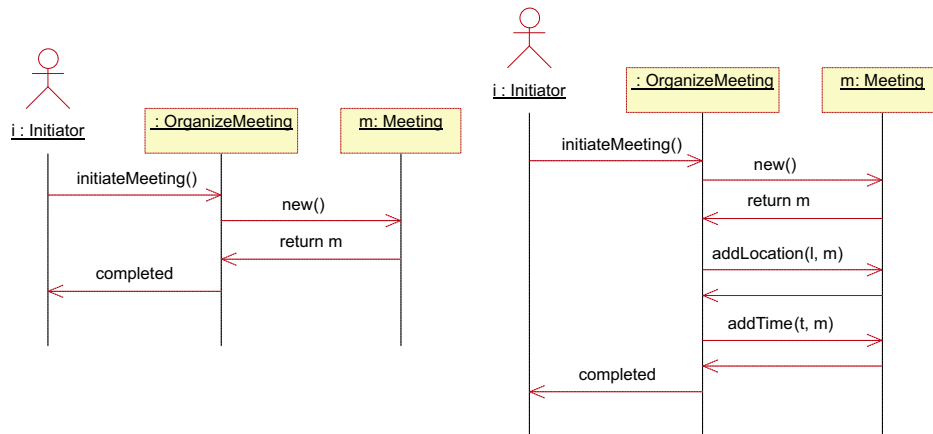 i : Initiator
: OrganizeMeeting
m: Meeting
initiateMeeting()
new()
return m
completed
i : Initiator
: OrganizeMeeting
m: Meeting
initiateMeeting()
new()
return m
addLocation(l, m)
addTime(t, m)
completed